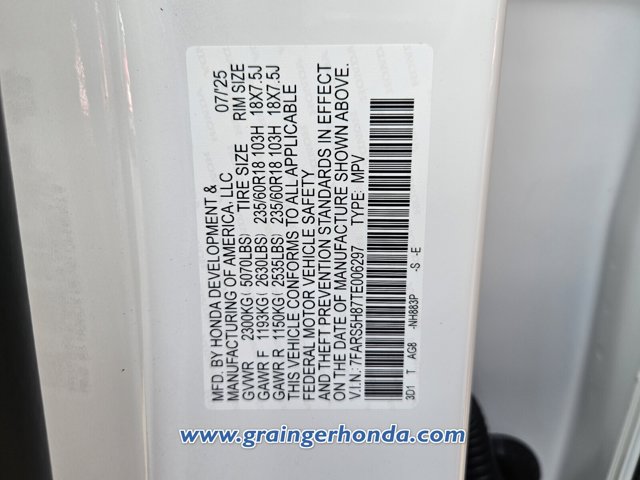 MFD. BY HONDA DEVELOPMENT & 07/'25
MANUFACTURING OF AMERICA, LLC
GVWR 2300KG( 5070LBS) TIRE SIZE RIM SIZE
GAWR F 1193KG( 2630LBS) 235/60R18 103H 18X7.5J
GAWR R 1150KG( 2535LBS) 235/60R18 103H 18X7.5J
THIS VEHICLE CONFORMS TO ALL APPLICABLE
FEDERAL MOTOR VEHICLE SAFETY
AND THEFT PREVENTION STANDARDS IN EFFECT
ON THE DATE OF MANUFACTURE SHOWN ABOVE.
V.I.N.: 7FARS5H87TE006297 TYPE: MPV
3D1 T AG8 -NH883P -S -E
www.graingerhonda.com